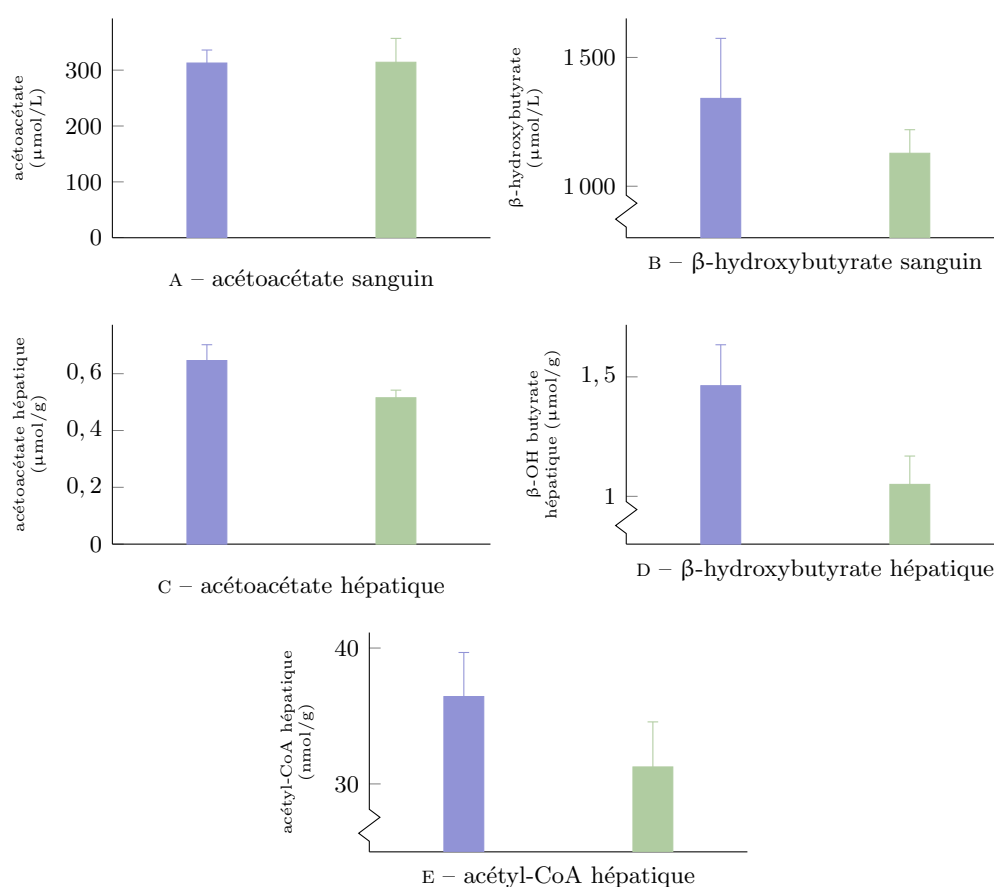 acétoacétate
(µmol/L)
300
200
100
0
A – acétoacétate sanguin
β-hydroxybutyrate
(µmol/L)
1 500
1 000
B – β-hydroxybutyrate sanguin
acétoacétate hépatique
(µmol/g)
0,6
0,4
0,2
0
C – acétoacétate hépatique
β-OH butyrate
hépatique (µmol/g)
1,5
1
D – β-hydroxybutyrate hépatique
acétyl-CoA hépatique
(nmol/g)
40
30
E – acétyl-CoA hépatique